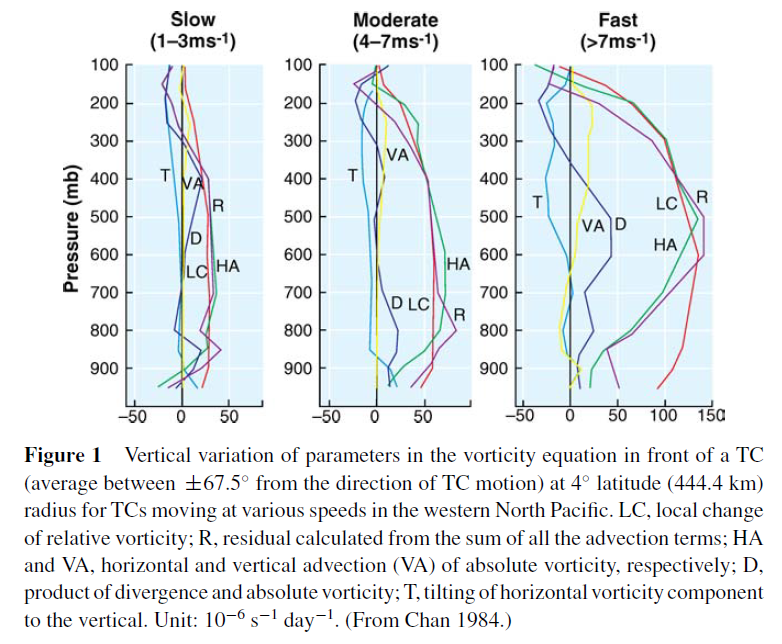 Slow
(1–3ms-1)
Moderate
(4–7ms-1)
Fast
(>7ms-1)
Pressure (mb)
100
200
300
400
500
600
700
800
900
T
VA
R
D
LC
HA
−50
0
50
100
200
300
400
500
600
700
800
900
VA
T
HA
D LC
R
−50
0
50
100
200
300
400
500
600
700
800
900
T
VA
D
LC
R
HA
−50
0
50
100
150
Figure 1 Vertical variation of parameters in the vorticity equation in front of a TC
(average between ±67.5° from the direction of TC motion) at 4° latitude (444.4 km)
radius for TCs moving at various speeds in the western North Pacific. LC, local change
of relative vorticity; R, residual calculated from the sum of all the advection terms; HA
and VA, horizontal and vertical advection (VA) of absolute vorticity, respectively; D,
product of divergence and absolute vorticity; T, tilting of horizontal vorticity component
to the vertical. Unit: 10−6 s−1 day−1. (From Chan 1984.)